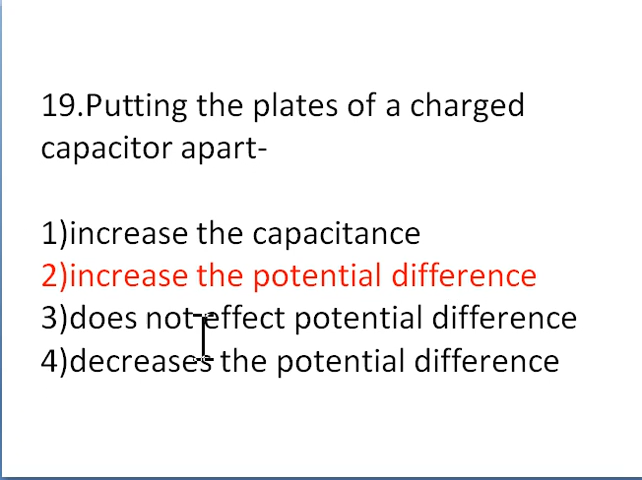 19.Putting the plates of a charged
capacitor apart-
1)increase the capacitance
2)increase the potential difference
3)does not effect potential difference
4)decreases the potential difference